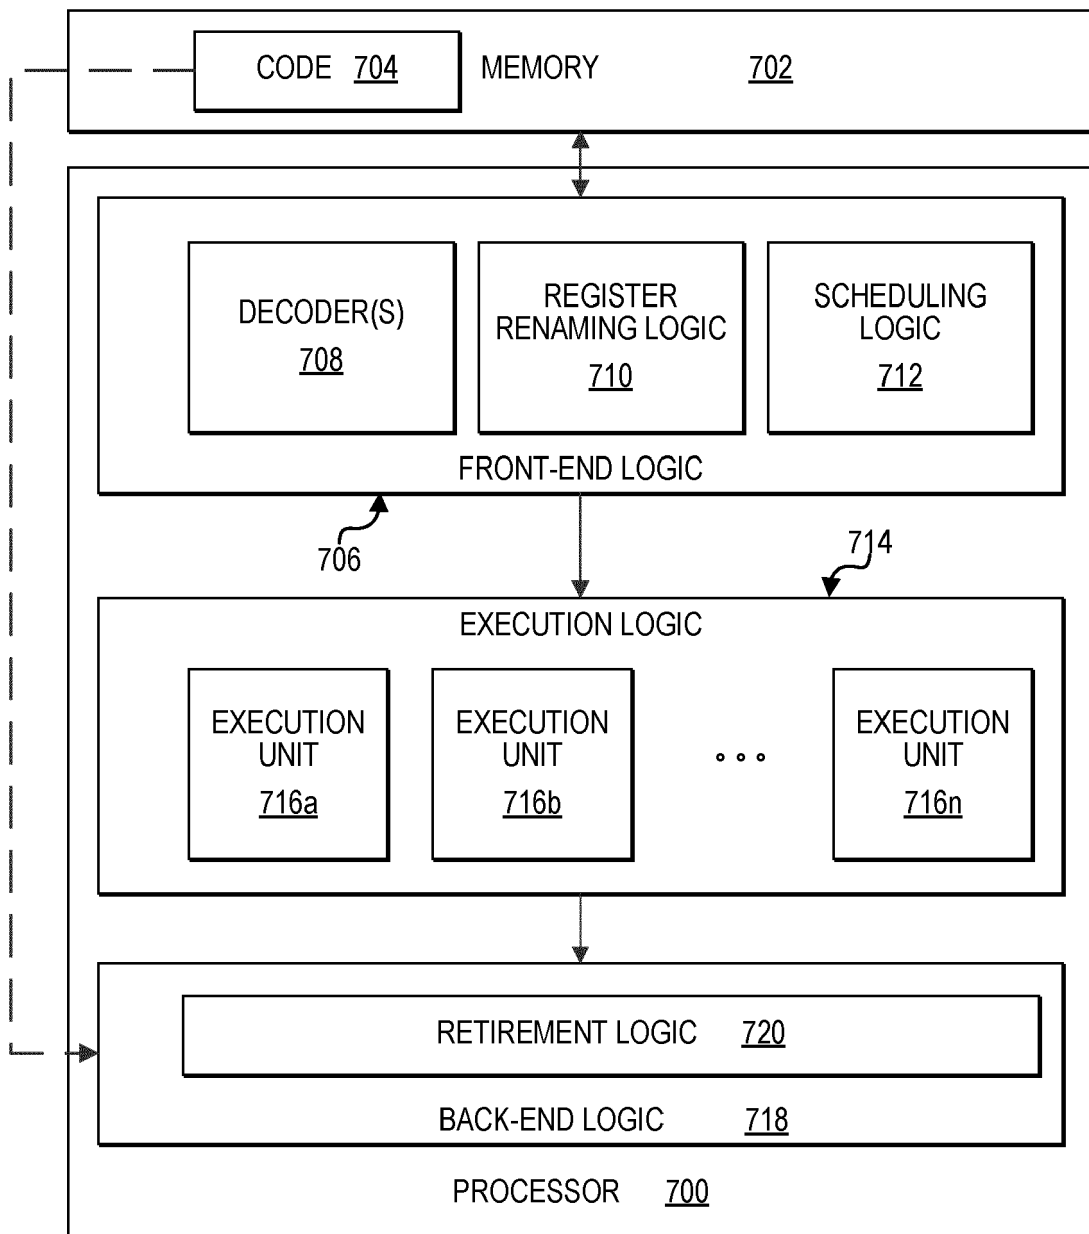 CODE 704 MEMORY 702
DECODER(S)
708
REGISTER
RENAMING LOGIC
710
SCHEDULING
LOGIC
712
FRONT-END LOGIC
706
714
EXECUTION LOGIC
EXECUTION
UNIT
716a
EXECUTION
UNIT
716b
EXECUTION
UNIT
716n
RETIREMENT LOGIC 720
BACK-END LOGIC 718
PROCESSOR 700